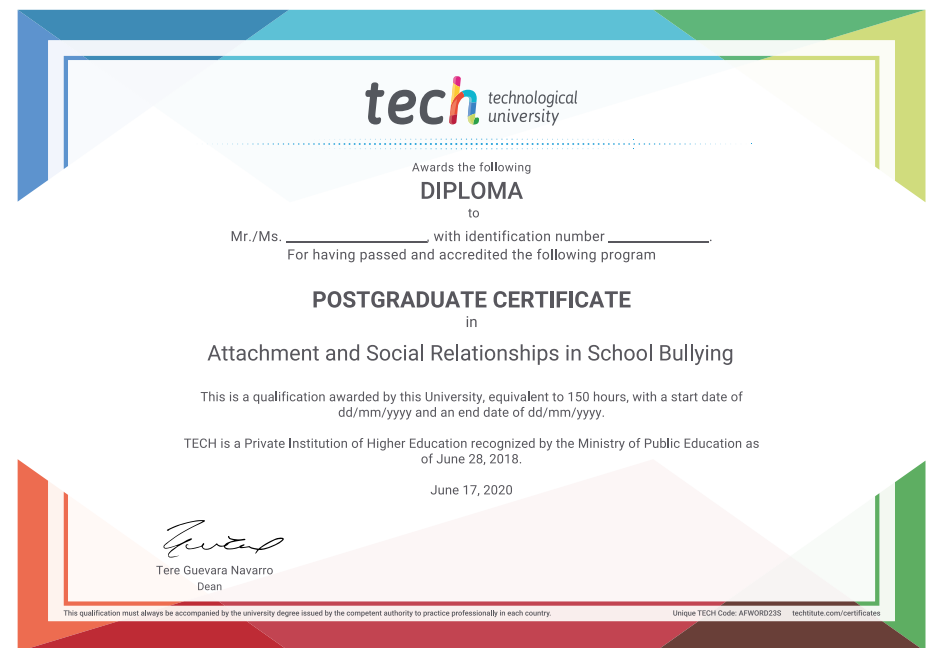 tech technological
university
Awards the following
DIPLOMA
to
Mr./Ms. ____________________, with identification number ______________.
For having passed and accredited the following program
POSTGRADUATE CERTIFICATE
in
Attachment and Social Relationships in School Bullying
This is a qualification awarded by this University, equivalent to 150 hours, with a start date of
dd/mm/yyyy and an end date of dd/mm/yyyy.
TECH is a Private Institution of Higher Education recognized by the Ministry of Public Education as
of June 28, 2018.
June 17, 2020
Tere Guevara Navarro
Dean
This qualification must always be accompanied by the university degree issued by the competent authority to practice professionally in each country. Unique TECH Code: AFWORD23S techtitute.com/certificates